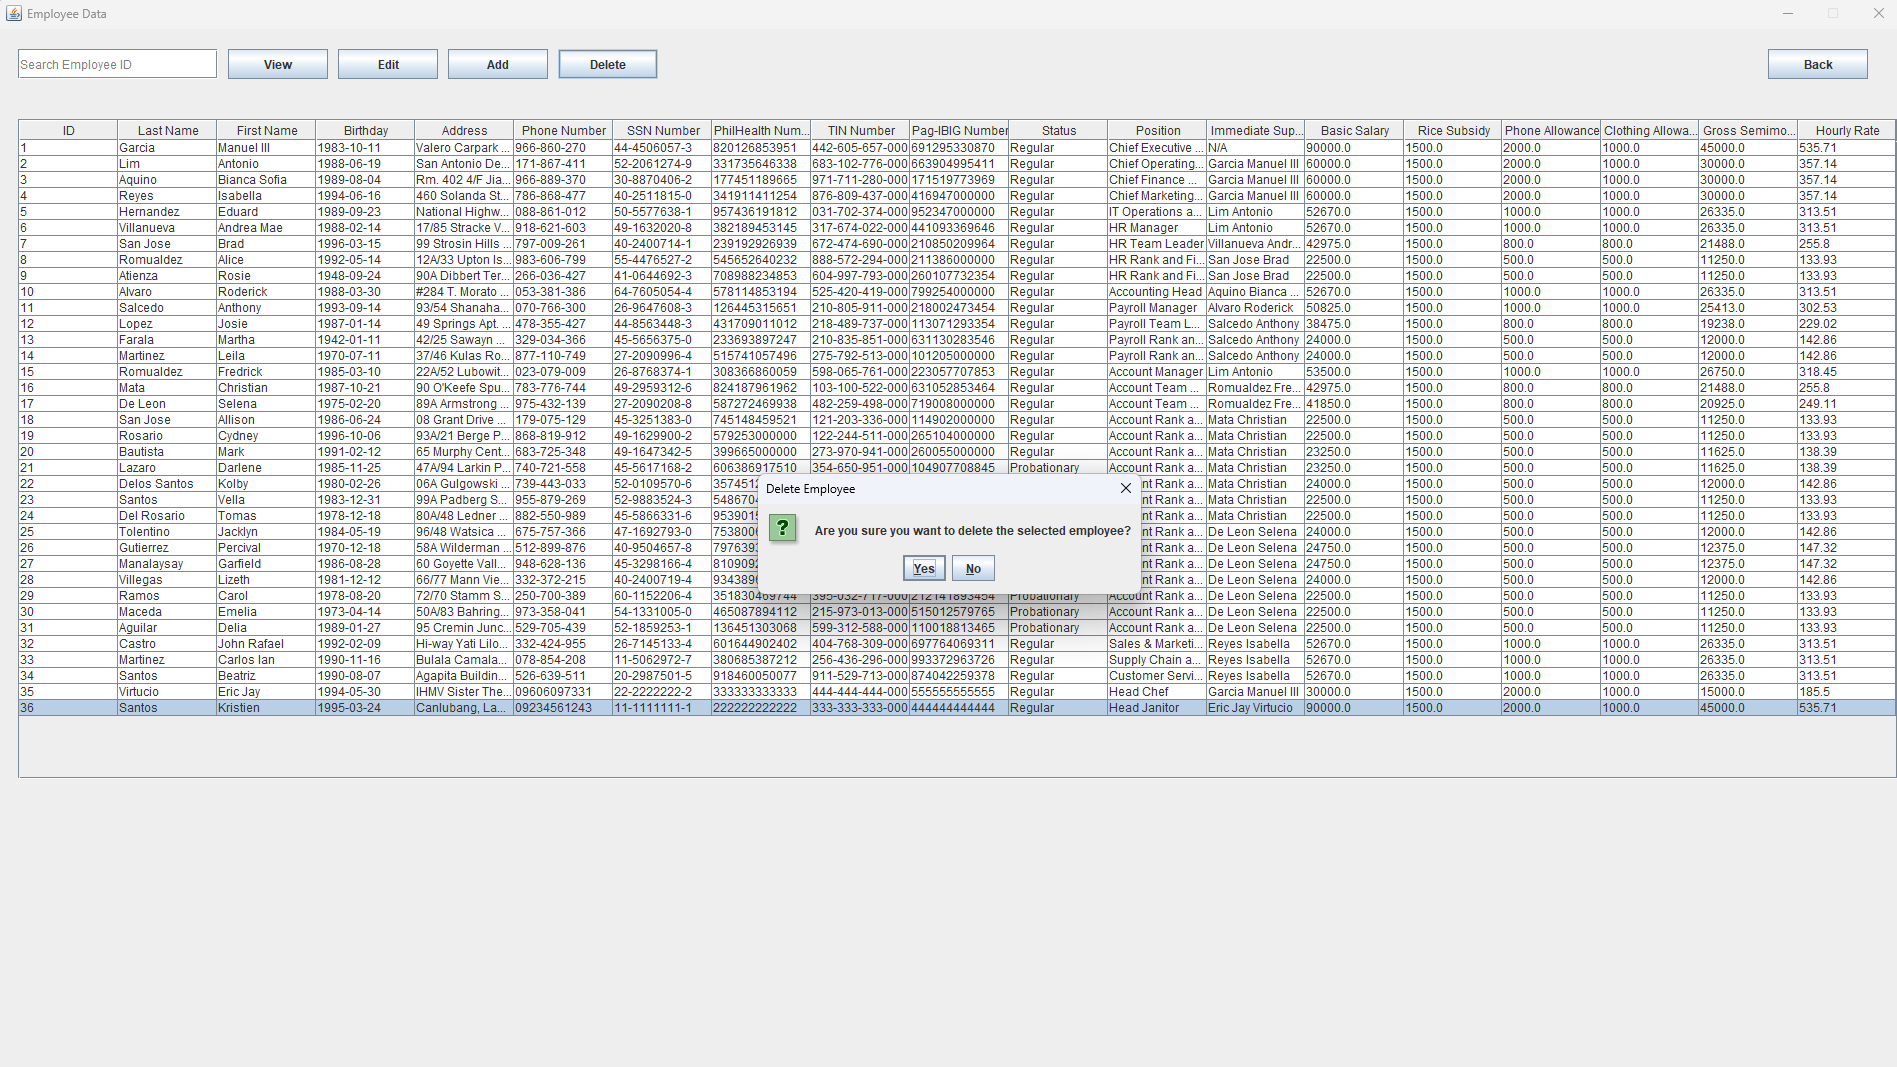 Employee Data
Search Employee ID View Edit Add Delete Back
ID Last Name First Name Birthday Address Phone Number SSN Number PhilHealth Num... TIN Number Pag-IBIG Number Status Position Immediate Sup... Basic Salary Rice Subsidy Phone Allowance Clothing Allowa... Gross Semimo... Hourly Rate
1 Garcia Manuel III 1983-10-11 Valero Carpark ... 966-860-270 44-4506057-3 820126853951 442-605-657-000 691295330870 Regular Chief Executive ... N/A 90000.0 1500.0 2000.0 1000.0 45000.0 535.71
2 Lim Antonio 1988-06-19 San Antonio De... 171-867-411 52-2061274-9 331735646338 683-102-776-000 663904995411 Regular Chief Operating... Garcia Manuel III 60000.0 1500.0 2000.0 1000.0 30000.0 357.14
3 Aquino Bianca Sofia 1989-08-04 Rm. 402 4/F Jia... 966-889-370 30-8870406-2 177451189665 971-711-280-000 171519773969 Regular Chief Finance ... Garcia Manuel III 60000.0 1500.0 2000.0 1000.0 30000.0 357.14
4 Reyes Isabella 1994-06-16 460 Solanda St... 786-868-477 40-2511815-0 341911411254 876-809-437-000 416947000000 Regular Chief Marketing... Garcia Manuel III 60000.0 1500.0 2000.0 1000.0 30000.0 357.14
5 Hernandez Eduard 1989-09-23 National Highw... 088-861-012 50-5577638-1 957436191812 031-702-374-000 952347000000 Regular IT Operations a... Lim Antonio 52670.0 1500.0 1000.0 1000.0 26335.0 313.51
6 Villanueva Andrea Mae 1988-02-14 17/85 Stracke V... 918-621-603 49-1632020-8 382189453145 317-674-022-000 441093369646 Regular HR Manager Lim Antonio 52670.0 1500.0 1000.0 1000.0 26335.0 313.51
7 San Jose Brad 1996-03-15 99 Strosin Hills ... 797-009-261 40-2400714-1 239192926939 672-474-690-000 210850209964 Regular HR Team Leader Villanueva Andr... 42975.0 1500.0 800.0 800.0 21488.0 255.8
8 Romualdez Alice 1992-05-14 12A/33 Upton Is... 983-606-799 55-4476527-2 545652640232 888-572-294-000 211386000000 Regular HR Rank and Fi... San Jose Brad 22500.0 1500.0 500.0 500.0 11250.0 133.93
9 Atienza Rosie 1948-09-24 90A Dibbert Ter... 266-036-427 41-0644692-3 708988234853 604-997-793-000 260107732354 Regular HR Rank and Fi... San Jose Brad 22500.0 1500.0 500.0 500.0 11250.0 133.93
10 Alvaro Roderick 1988-03-30 #284 T. Morato ... 053-381-386 64-7605054-4 578114853194 525-420-419-000 799254000000 Regular Accounting Head Aquino Bianca ... 52670.0 1500.0 1000.0 1000.0 26335.0 313.51
11 Salcedo Anthony 1993-09-14 93/54 Shanaha... 070-766-300 26-9647608-3 126445315651 210-805-911-000 218002473454 Regular Payroll Manager Alvaro Roderick 50825.0 1500.0 1000.0 1000.0 25413.0 302.53
12 Lopez Josie 1987-01-14 49 Springs Apt. ... 478-355-427 44-8563448-3 431709011012 218-489-737-000 113071293354 Regular Payroll Team L... Salcedo Anthony 38475.0 1500.0 800.0 800.0 19238.0 229.02
13 Farala Martha 1942-01-11 42/25 Sawayn ... 329-034-366 45-5656375-0 233693897247 210-835-851-000 631130283546 Regular Payroll Rank an... Salcedo Anthony 24000.0 1500.0 500.0 500.0 12000.0 142.86
14 Martinez Leila 1970-07-11 37/46 Kulas Ro... 877-110-749 27-2090996-4 515741057496 275-792-513-000 101205000000 Regular Payroll Rank an... Salcedo Anthony 24000.0 1500.0 500.0 500.0 12000.0 142.86
15 Romualdez Fredrick 1985-03-10 22A/52 Lubowit... 023-079-009 26-8768374-1 308366860059 598-065-761-000 223057707853 Regular Account Manager Lim Antonio 53500.0 1500.0 1000.0 1000.0 26750.0 318.45
16 Mata Christian 1987-10-21 90 O'Keefe Spu... 783-776-744 49-2959312-6 824187961962 103-100-522-000 631052853464 Regular Account Team ... Romualdez Fre... 42975.0 1500.0 800.0 800.0 21488.0 255.8
17 De Leon Selena 1975-02-20 89A Armstrong ... 975-432-139 27-2090208-8 587272469938 482-259-498-000 719008000000 Regular Account Team ... Romualdez Fre... 41850.0 1500.0 800.0 800.0 20925.0 249.11
18 San Jose Allison 1986-06-24 08 Grant Drive ... 179-075-129 45-3251383-0 745148459521 121-203-336-000 114902000000 Regular Account Rank a... Mata Christian 22500.0 1500.0 500.0 500.0 11250.0 133.93
19 Rosario Cydney 1996-10-06 93A/21 Berge P... 868-819-912 49-1629900-2 579253000000 122-244-511-000 265104000000 Regular Account Rank a... Mata Christian 22500.0 1500.0 500.0 500.0 11250.0 133.93
20 Bautista Mark 1991-02-12 65 Murphy Cent... 683-725-348 49-1647342-5 399665000000 273-970-941-000 260055000000 Regular Account Rank a... Mata Christian 23250.0 1500.0 500.0 500.0 11625.0 138.39
21 Lazaro Darlene 1985-11-25 47A/94 Larkin P... 740-721-558 45-5617168-2 606386917510 354-650-951-000 104907708845 Probationary Account Rank a... Mata Christian 23250.0 1500.0 500.0 500.0 11625.0 138.39
22 Delos Santos Kolby 1980-02-26 06A Gulgowski ... 739-443-033 52-0109570-6 357451 nt Rank a... Mata Christian 24000.0 1500.0 500.0 500.0 12000.0 142.86
23 Santos Vella 1983-12-31 99A Padberg S... 955-879-269 52-9883524-3 548670 nt Rank a... Mata Christian 22500.0 1500.0 500.0 500.0 11250.0 133.93
24 Del Rosario Tomas 1978-12-18 80A/48 Ledner ... 882-550-989 45-5866331-6 953901 nt Rank a... Mata Christian 22500.0 1500.0 500.0 500.0 11250.0 133.93
25 Tolentino Jacklyn 1984-05-19 96/48 Watsica ... 675-757-366 47-1692793-0 753800 nt Rank a... De Leon Selena 24000.0 1500.0 500.0 500.0 12000.0 142.86
26 Gutierrez Percival 1970-12-18 58A Wilderman ... 512-899-876 40-9504657-8 797639 nt Rank a... De Leon Selena 24750.0 1500.0 500.0 500.0 12375.0 147.32
27 Manalaysay Garfield 1986-08-28 60 Goyette Vall... 948-628-136 45-3298166-4 810909 nt Rank a... De Leon Selena 24750.0 1500.0 500.0 500.0 12375.0 147.32
28 Villegas Lizeth 1981-12-12 66/77 Mann Vie... 332-372-215 40-2400719-4 934389 nt Rank a... De Leon Selena 24000.0 1500.0 500.0 500.0 12000.0 142.86
29 Ramos Carol 1978-08-20 72/70 Stamm S... 250-700-389 60-1152206-4 351830469744 395-032-717-000 212141893454 Probationary Account Rank a... De Leon Selena 22500.0 1500.0 500.0 500.0 11250.0 133.93
30 Maceda Emelia 1973-04-14 50A/83 Bahring... 973-358-041 54-1331005-0 465087894112 215-973-013-000 515012579765 Probationary Account Rank a... De Leon Selena 22500.0 1500.0 500.0 500.0 11250.0 133.93
31 Aguilar Delia 1989-01-27 95 Cremin Junc... 529-705-439 52-1859253-1 136451303068 599-312-588-000 110018813465 Probationary Account Rank a... De Leon Selena 22500.0 1500.0 500.0 500.0 11250.0 133.93
32 Castro John Rafael 1992-02-09 Hi-way Yati Lilo... 332-424-955 26-7145133-4 601644902402 404-768-309-000 697764069311 Regular Sales & Marketi... Reyes Isabella 52670.0 1500.0 1000.0 1000.0 26335.0 313.51
33 Martinez Carlos Ian 1990-11-16 Bulala Camala... 078-854-208 11-5062972-7 380685387212 256-436-296-000 993372963726 Regular Supply Chain a... Reyes Isabella 52670.0 1500.0 1000.0 1000.0 26335.0 313.51
34 Santos Beatriz 1990-08-07 Agapita Buildin... 526-639-511 20-2987501-5 918460050077 911-529-713-000 874042259378 Regular Customer Servi... Reyes Isabella 52670.0 1500.0 1000.0 1000.0 26335.0 313.51
35 Virtucio Eric Jay 1994-05-30 IHMV Sister The... 09606097331 22-2222222-2 333333333333 444-444-444-000 555555555555 Regular Head Chef Garcia Manuel III 30000.0 1500.0 2000.0 1000.0 15000.0 185.5
36 Santos Kristien 1995-03-24 Canlubang, La... 09234561243 11-1111111-1 222222222222 333-333-333-000 444444444444 Regular Head Janitor Eric Jay Virtucio 90000.0 1500.0 2000.0 1000.0 45000.0 535.71
Delete Employee
Are you sure you want to delete the selected employee?
Yes No